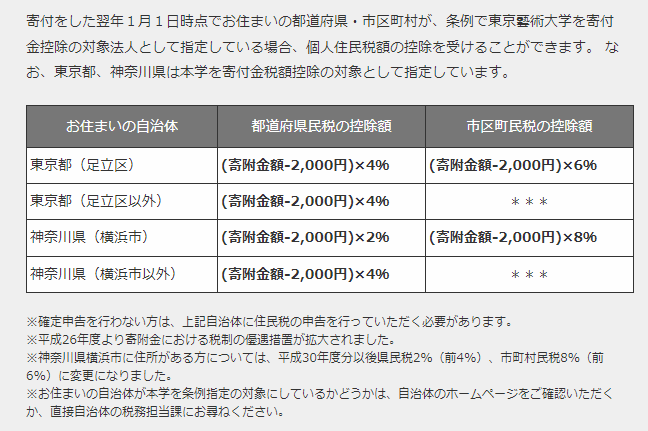 寄付をした翌年１月１日時点でお住まいの都道府県・市区町村が、条例で東京藝術大学を寄付
金控除の対象法人として指定している場合、個人住民税額の控除を受けることができます。 な
お、東京都、神奈川県は本学を寄付金税額控除の対象として指定しています。
お住まいの自治体 都道府県民税の控除額 市区町民税の控除額
東京都（足立区） (寄附金額-2,000円)×4% (寄附金額-2,000円)×6%
東京都（足立区以外） (寄附金額-2,000円)×4% ＊＊＊
神奈川県（横浜市） (寄附金額-2,000円)×2% (寄附金額-2,000円)×8%
神奈川県（横浜市以外） (寄附金額-2,000円)×4% ＊＊＊
※確定申告を行わない方は、上記自治体に住民税の申告を行っていただく必要があります。
※平成26年度より寄附金における税制の優遇措置が拡大されました。
※神奈川県横浜市に住所がある方については、平成30年度分以後県民税2%（前4%）、市町村民税8%（前
6%）に変更になりました。
※お住まいの自治体が本学を条例指定の対象にしているかどうかは、自治体のホームページをご確認いただく
か、直接自治体の税務担当課にお尋ねください。